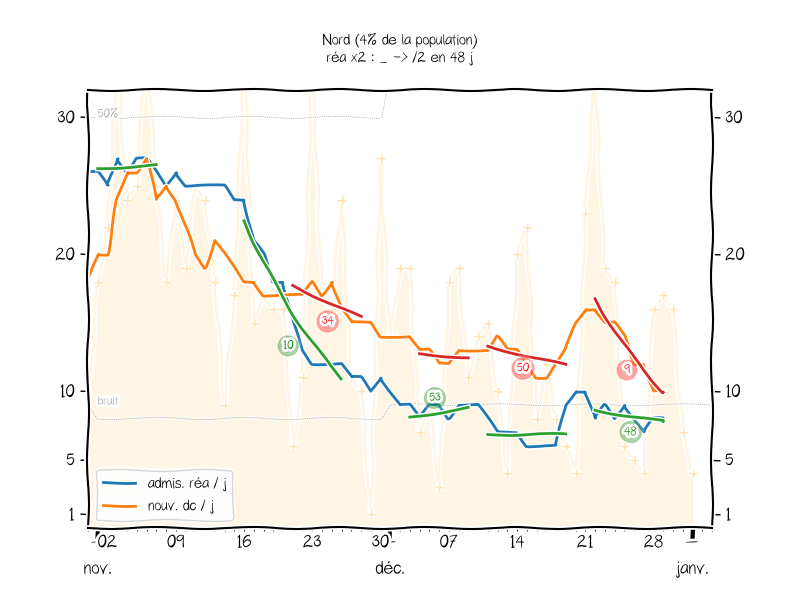 Nord (4% de la population)
réa x2 : _ -> /2 en 48 j
30 30
50%
20 20
34
10
50
9
10 10
53
bruit
48
5 5
admis. réa / j
nouv. dc / j
1 1
02 09 16 23 30 07 14 21 28
nov. déc. janv.